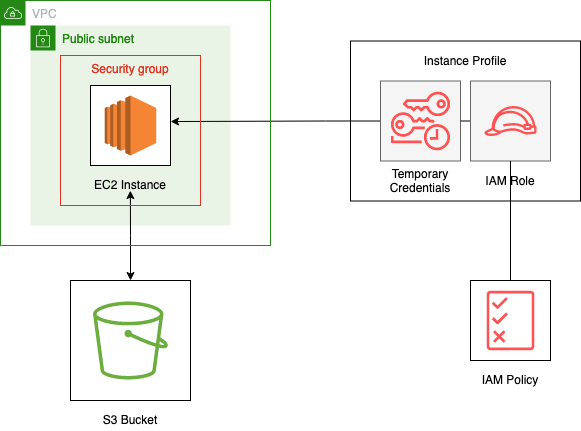 VPC
Public subnet
Security group
EC2 Instance
Instance Profile
Temporary
Credentials
IAM Role
S3 Bucket
IAM Policy